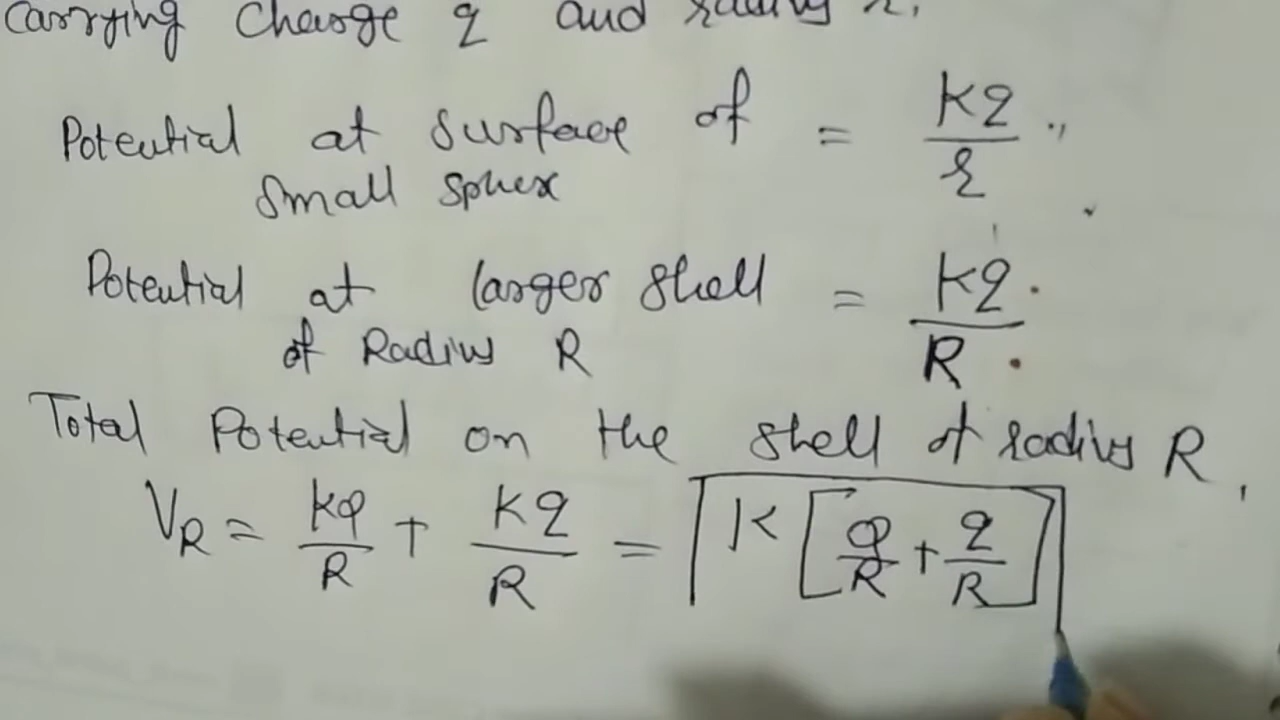 Carrying charge q and radius r.
Potential at surface of = Kq/r
small sphere
Potential at larger shell = Kq/R
of Radius R
Total Potential on the shell of radius R,
V_R = KQ/R + Kq/R = K[Q/R + q/R]